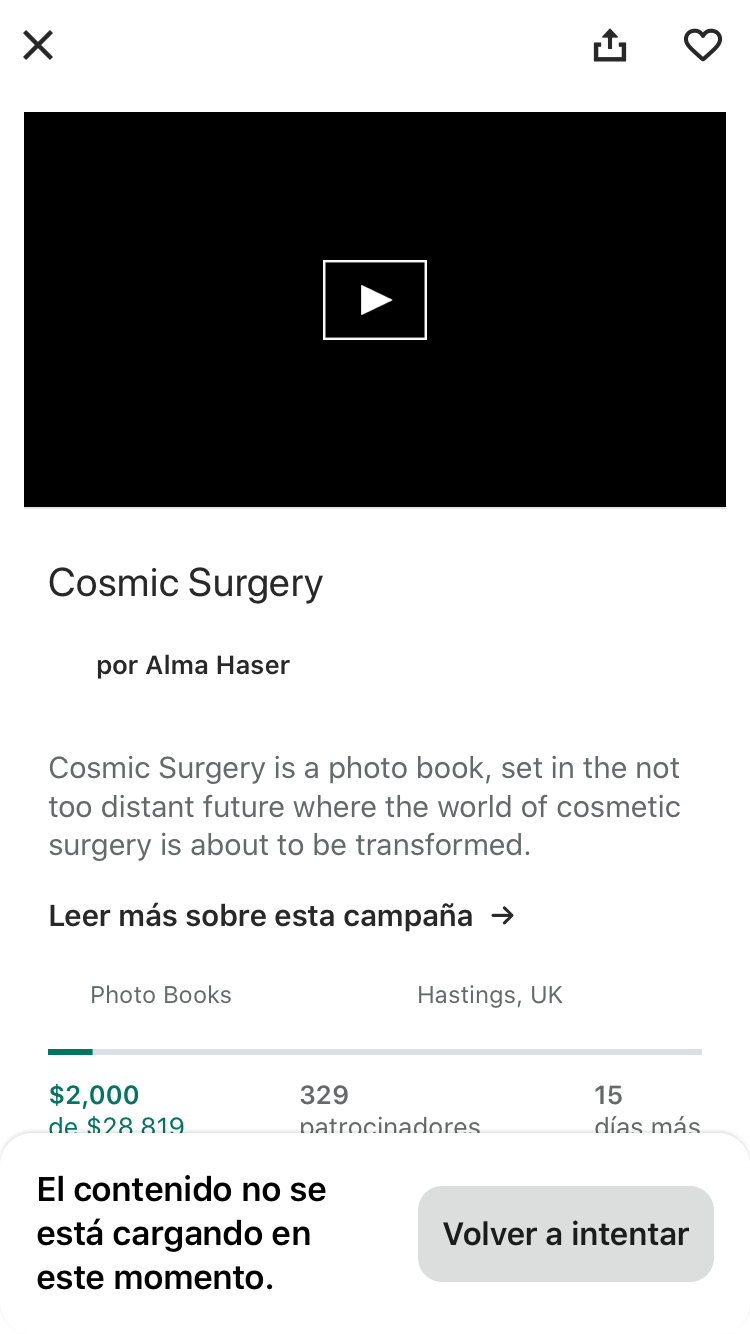 Cosmic Surgery
por Alma Haser
Cosmic Surgery is a photo book, set in the not
too distant future where the world of cosmetic
surgery is about to be transformed.
Leer más sobre esta campaña →
Photo Books
Hastings, UK
$2,000
329
15
de $28,819
patrocinadores
días más
El contenido no se
está cargando en
este momento.
Volver a intentar